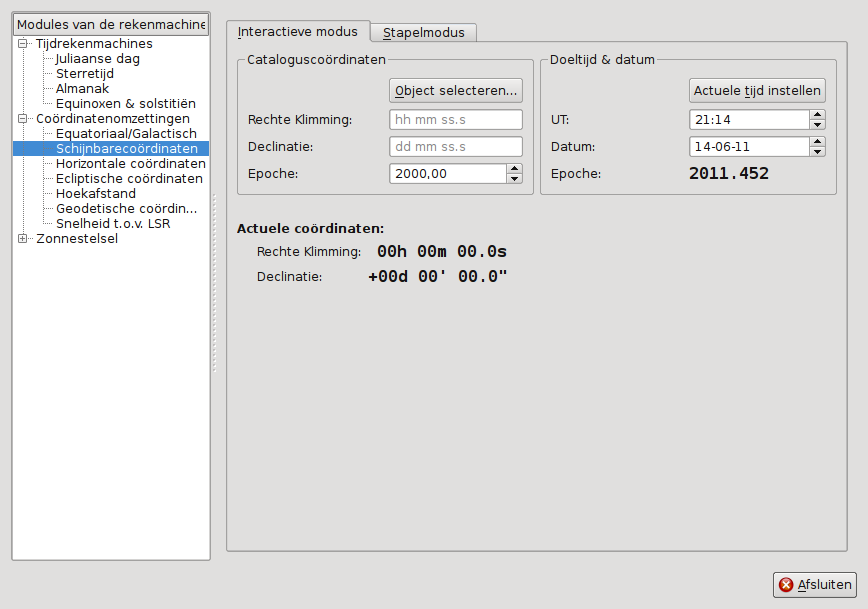 Modules van de rekenmachine
Tijdrekenmachines
Juliaanse dag
Sterretijd
Almanak
Equinoxen & solstitiën
Coördinatenomzettingen
Equatoriaal/Galactisch
Schijnbarecoördinaten
Horizontale coördinaten
Ecliptische coördinaten
Hoekafstand
Geodetische coördin...
Snelheid t.o.v. LSR
Zonnestelsel
Interactieve modus
Stapelmodus
Cataloguscoördinaten
Object selecteren...
Rechte Klimming: hh mm ss.s
Declinatie: dd mm ss.s
Epoche: 2000,00
Doeltijd & datum
Actuele tijd instellen
UT: 21:14
Datum: 14-06-11
Epoche: 2011.452
Actuele coördinaten:
Rechte Klimming: 00h 00m 00.0s
Declinatie: +00d 00' 00.0"
Afsluiten